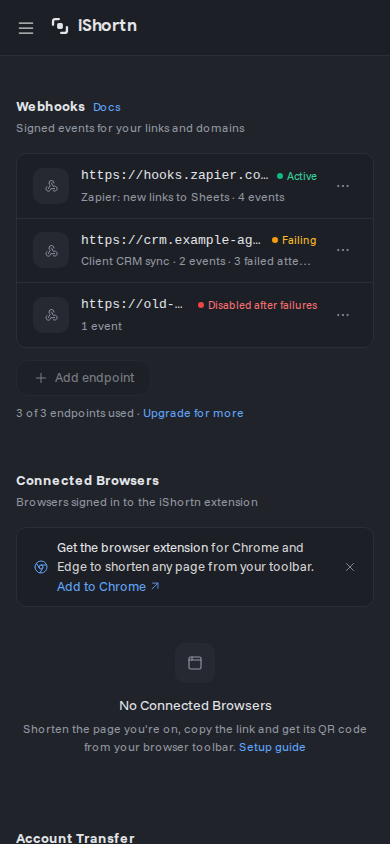 iShortn
Webhooks Docs
Signed events for your links and domains
https://hooks.zapier.co… Active
Zapier: new links to Sheets · 4 events
https://crm.example-ag… Failing
Client CRM sync · 2 events · 3 failed atte…
https://old-… Disabled after failures
1 event
Add endpoint
3 of 3 endpoints used · Upgrade for more
Connected Browsers
Browsers signed in to the iShortn extension
Get the browser extension for Chrome and
Edge to shorten any page from your toolbar.
Add to Chrome
No Connected Browsers
Shorten the page you're on, copy the link and get its QR code
from your browser toolbar. Setup guide
Account Transfer